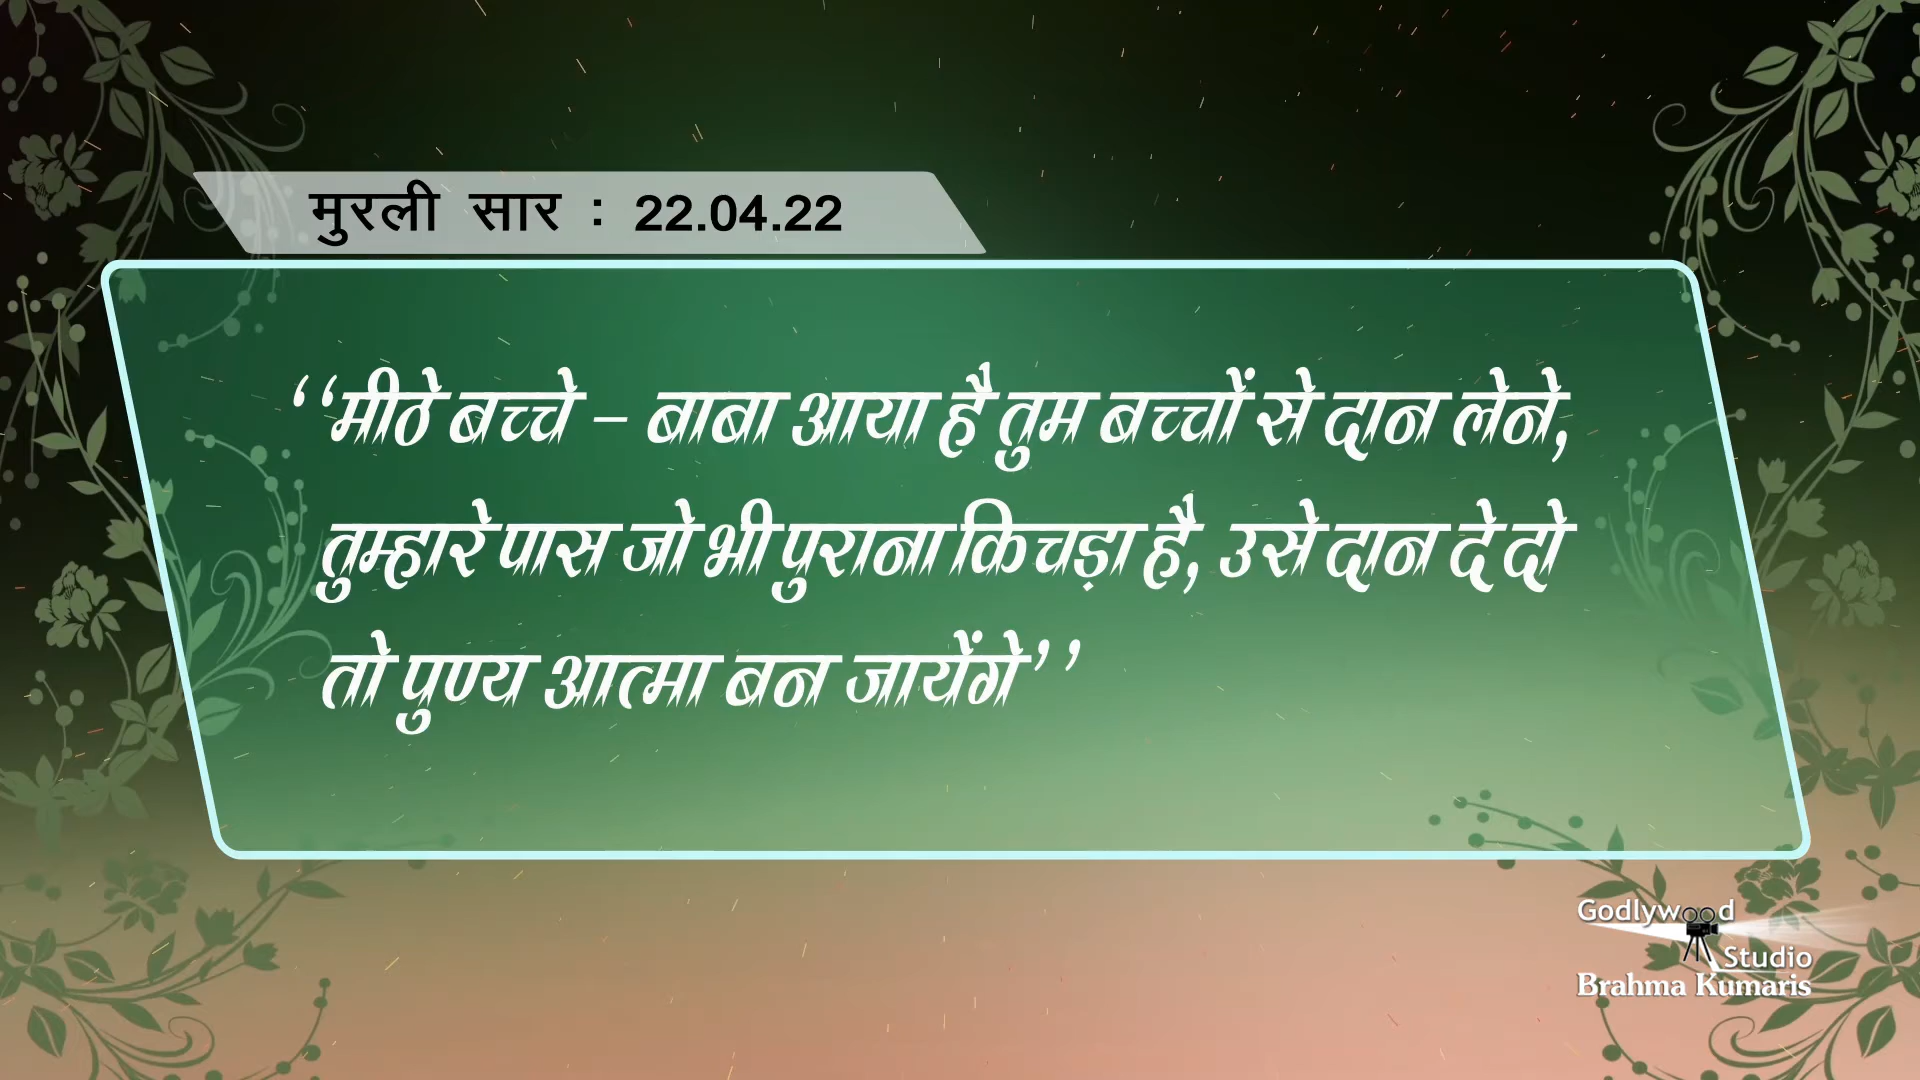 मुरली सार : 22.04.22
‘‘मीठे बच्चे – बाबा आया है तुम बच्चों से दान लेने,
तुम्हारे पास जो भी पुराना किचड़ा है, उसे दान दे दो
तो पुण्य आत्मा बन जायेंगे’’
Godlywood
Studio
Brahma Kumaris